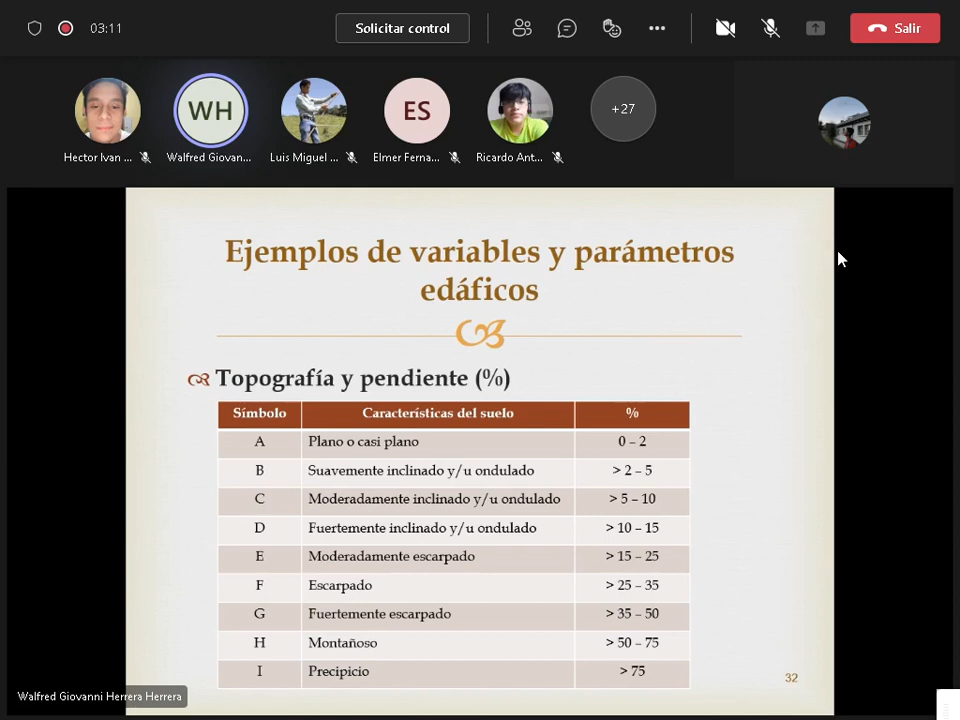 03:11
Solicitar control
Salir
WH
ES
+27
Hector Ivan ...
Walfred Giovan...
Luis Miguel ...
Elmer Ferna...
Ricardo Ant...
Ejemplos de variables y parámetros
edáficos
Topografía y pendiente (%)
Símbolo Características del suelo %
A Plano o casi plano 0 – 2
B Suavemente inclinado y/u ondulado > 2 – 5
C Moderadamente inclinado y/u ondulado > 5 – 10
D Fuertemente inclinado y/u ondulado > 10 – 15
E Moderadamente escarpado > 15 – 25
F Escarpado > 25 – 35
G Fuertemente escarpado > 35 – 50
H Montañoso > 50 – 75
I Precipicio > 75
32
Walfred Giovanni Herrera Herrera